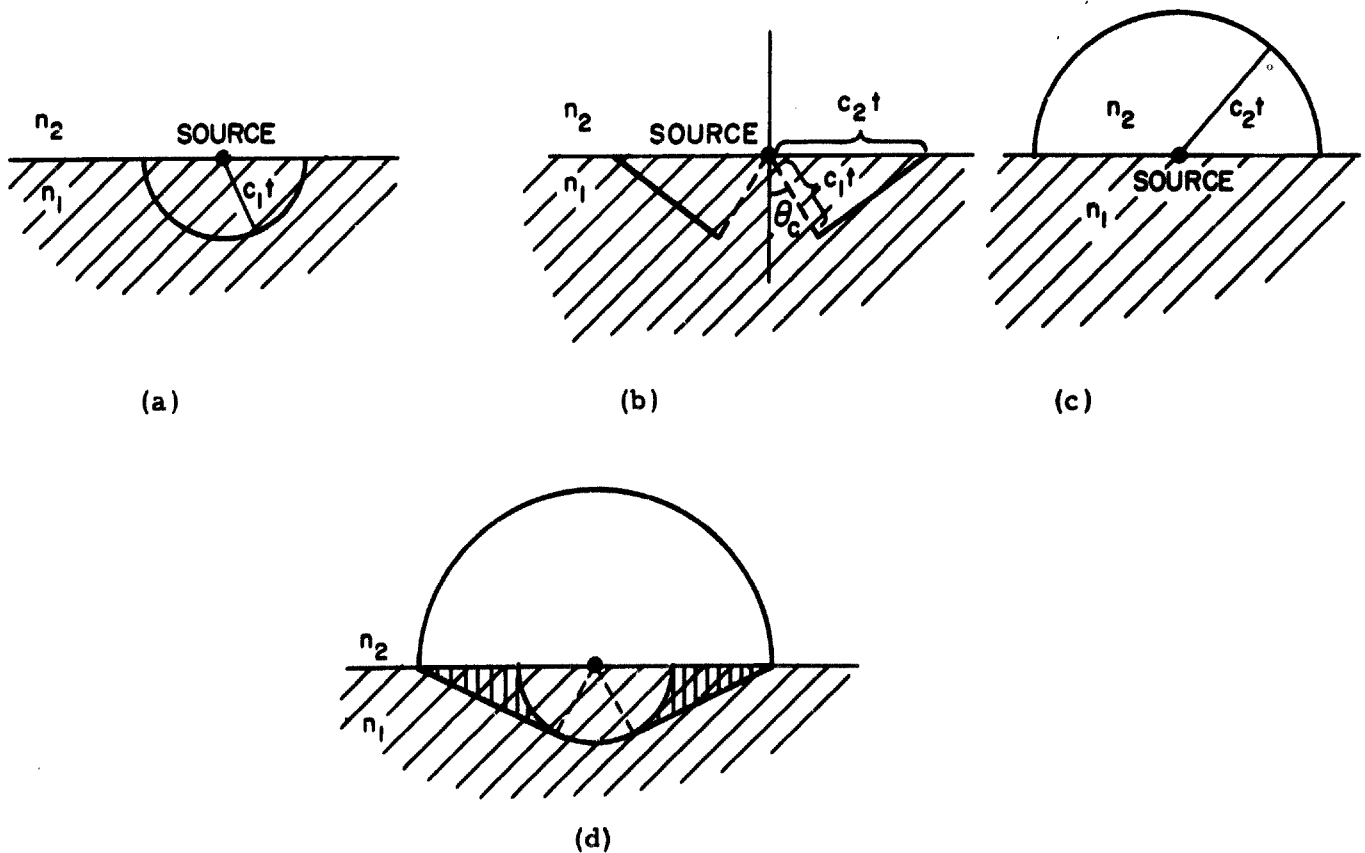 n₂
SOURCE
n₁
c₁t
(a)
n₂
SOURCE
c₂t
n₁
c₁t
θc
(b)
n₂
c₂t
SOURCE
n₁
(c)
n₂
n₁
(d)